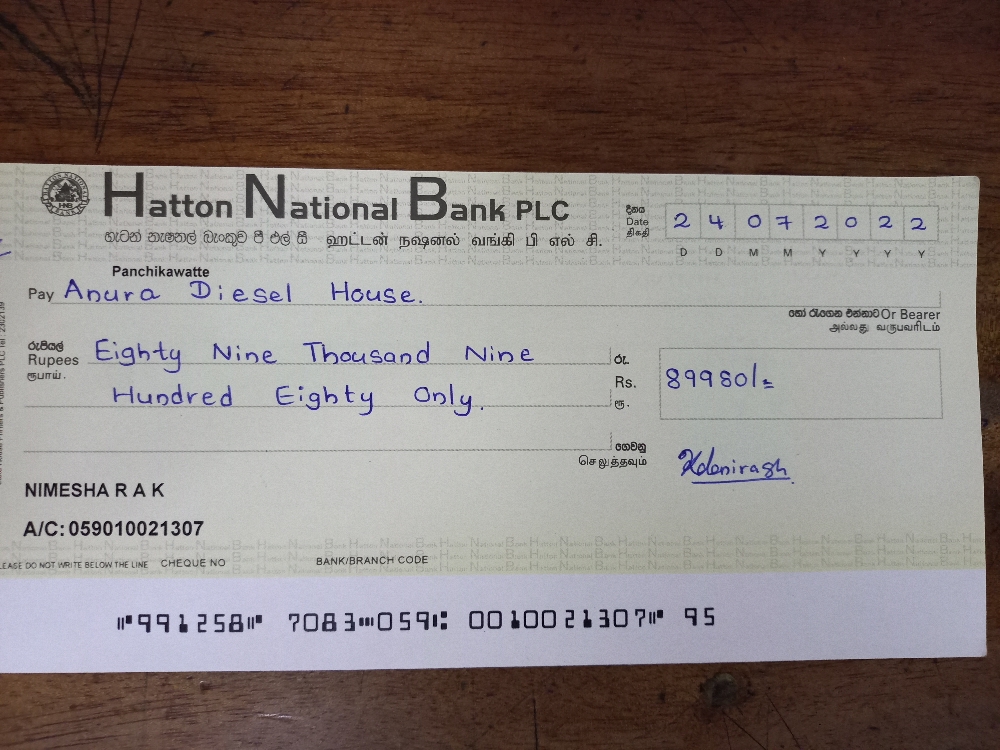 Hatton National Bank PLC
හැටන් නැෂනල් බෑංකුව පී එල් සී ஹட்டன் நஷனல் வங்கி பி எல் சி.
දිනය
Date
திகதி
2 4 0 7 2 0 2 2
D D M M Y Y Y Y
Panchikawatte
Pay Anura Diesel House.
හෝ රැගෙන එන්නාට Or Bearer
அல்லது வருபவரிடம்
රුපියල්
Rupees Eighty Nine Thousand Nine
ரூபாய்.
Hundred Eighty Only.
රු.
Rs. 89980/=
ரூ.
ගෙවනු
செலுத்தவும்
NIMESHA R A K
A/C: 059010021307
LEASE DO NOT WRITE BELOW THE LINE CHEQUE NO BANK/BRANCH CODE
⑈991258⑈ 7083⑉059⑆ 0010021307⑈ 95